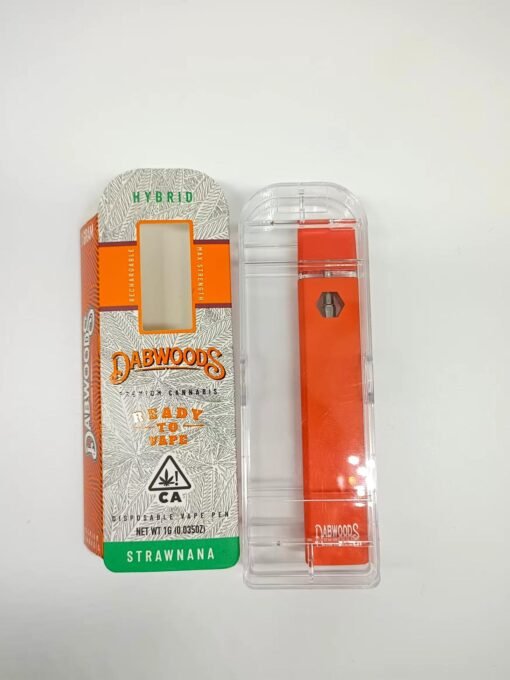 HYBRID
RECHARGABLE
MAX STRENGTH
DABWOODS
PREMIUM CANNABIS
READY
TO
VAPE
!
CA
DISPOSABLE VAPE PEN
NET WT 1G (0.035OZ)
STRAWNANA
DABWOODS
DABWOODS